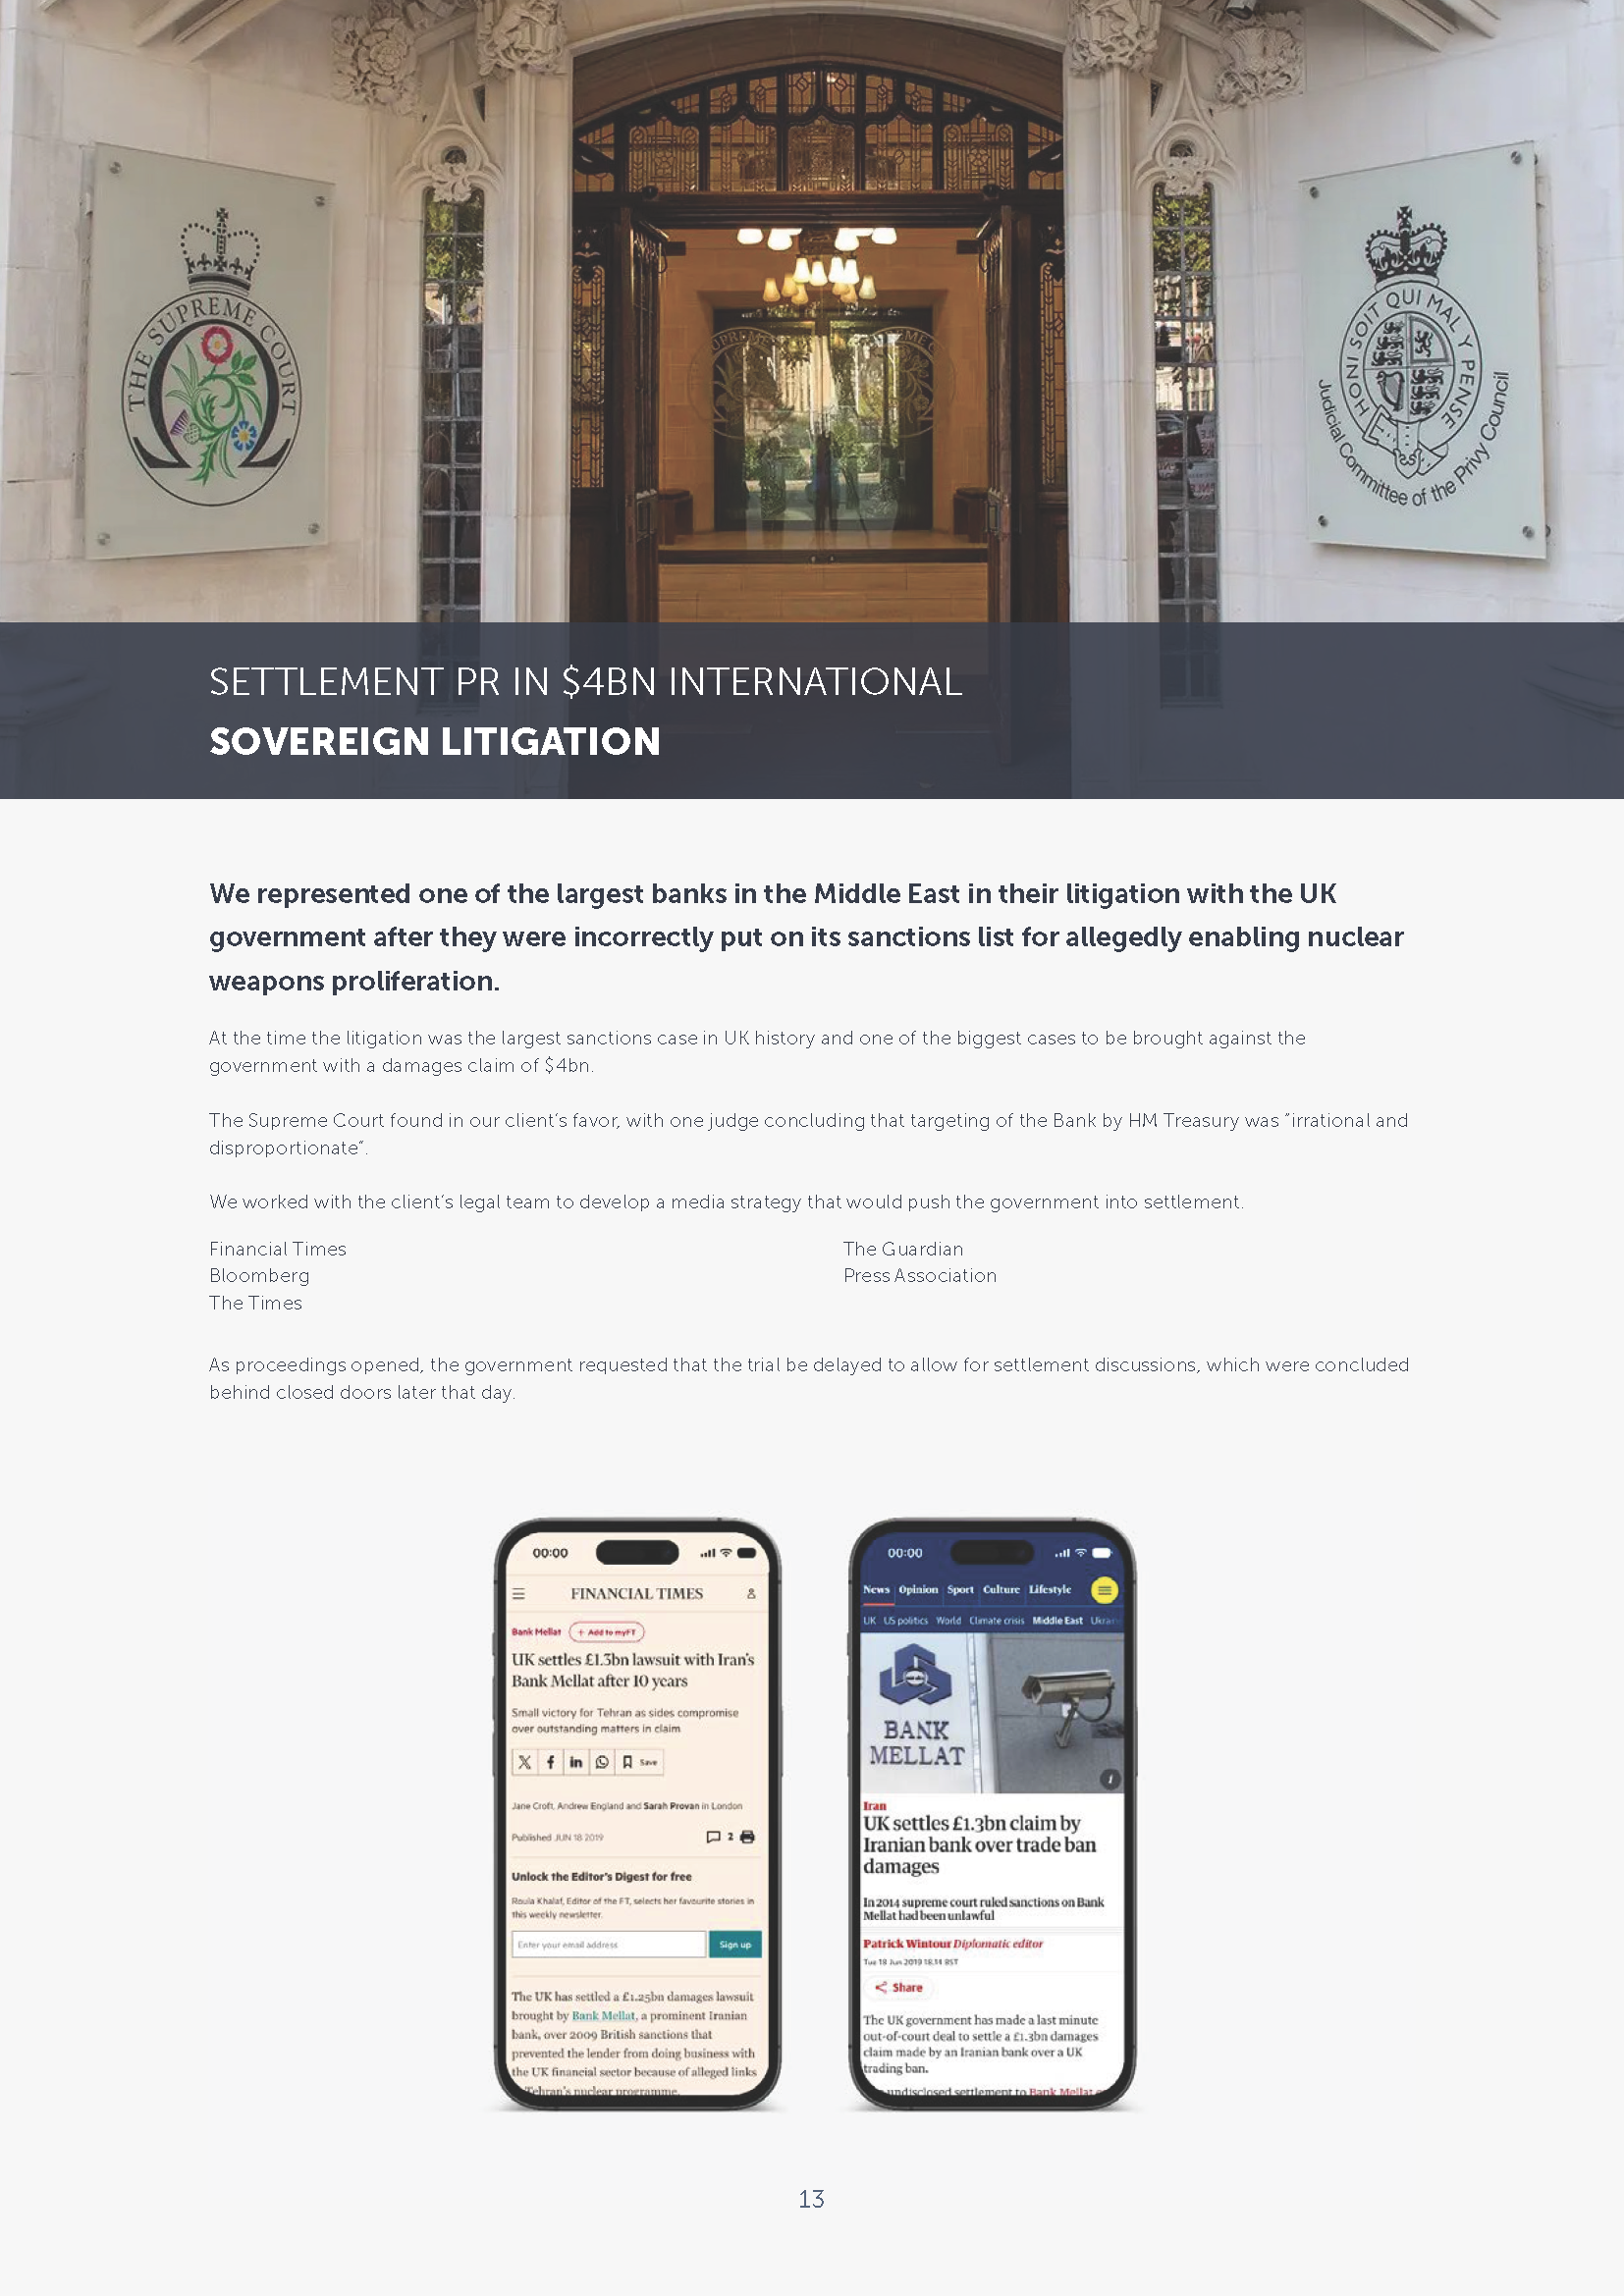 THE SUPREME COURT
HONI SOIT QUI MAL Y PENSE
Judicial Committee of the Privy Council
SETTLEMENT PR IN $4BN INTERNATIONAL
SOVEREIGN LITIGATION
We represented one of the largest banks in the Middle East in their litigation with the UK
government after they were incorrectly put on its sanctions list for allegedly enabling nuclear
weapons proliferation.
At the time the litigation was the largest sanctions case in UK history and one of the biggest cases to be brought against the
government with a damages claim of $4bn.
The Supreme Court found in our client's favor, with one judge concluding that targeting of the Bank by HM Treasury was "irrational and
disproportionate".
We worked with the client's legal team to develop a media strategy that would push the government into settlement.
Financial Times
Bloomberg
The Times
The Guardian
Press Association
As proceedings opened, the government requested that the trial be delayed to allow for settlement discussions, which were concluded
behind closed doors later that day.
00:00
FINANCIAL TIMES
Bank Mellat + Add to myFT
UK settles £1.3bn lawsuit with Iran's
Bank Mellat after 10 years
Small victory for Tehran as sides compromise
over outstanding matters in claim
Save
Jane Croft, Andrew England and Sarah Provan in London
Published JUN 18 2019 2
Unlock the Editor's Digest for free
Roula Khalaf, Editor of the FT, selects her favourite stories in
this weekly newsletter.
Enter your email address Sign up
The UK has settled a £1.25bn damages lawsuit
brought by Bank Mellat, a prominent Iranian
bank, over 2009 British sanctions that
prevented the lender from doing business with
the UK financial sector because of alleged links
Tehran's nuclear programme.
00:00
News Opinion Sport Culture Lifestyle
UK US politics World Climate crisis Middle East
BANK
MELLAT
Iran
UK settles £1.3bn claim by
Iranian bank over trade ban
damages
In 2014 supreme court ruled sanctions on Bank
Mellat had been unlawful
Patrick Wintour Diplomatic editor
Tue 18 Jun 2019 18.14 BST
Share
The UK government has made a last minute
out-of-court deal to settle a £1.3bn damages
claim made by an Iranian bank over a UK
trading ban.
undisclosed settlement to Bank Mellat
13